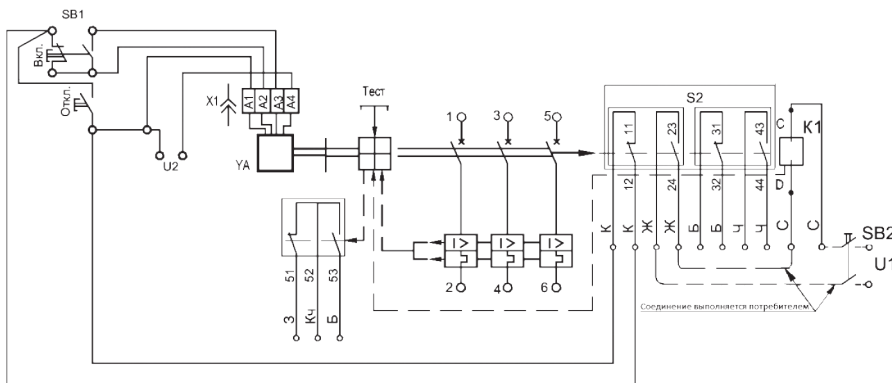 SB1
Вкл.
Откл.
X1
A1 A2 A3 A4
YA
U2
Тест
1 3 5
S2
11 23 31 43
C
K1
12 24 32 44
D
К К Ж Ж Б Б Ч Ч С С
SB2
U1
I> I> I>
51 52 53
2 4 6
З Кч Б
Соединение выполняется потребителем